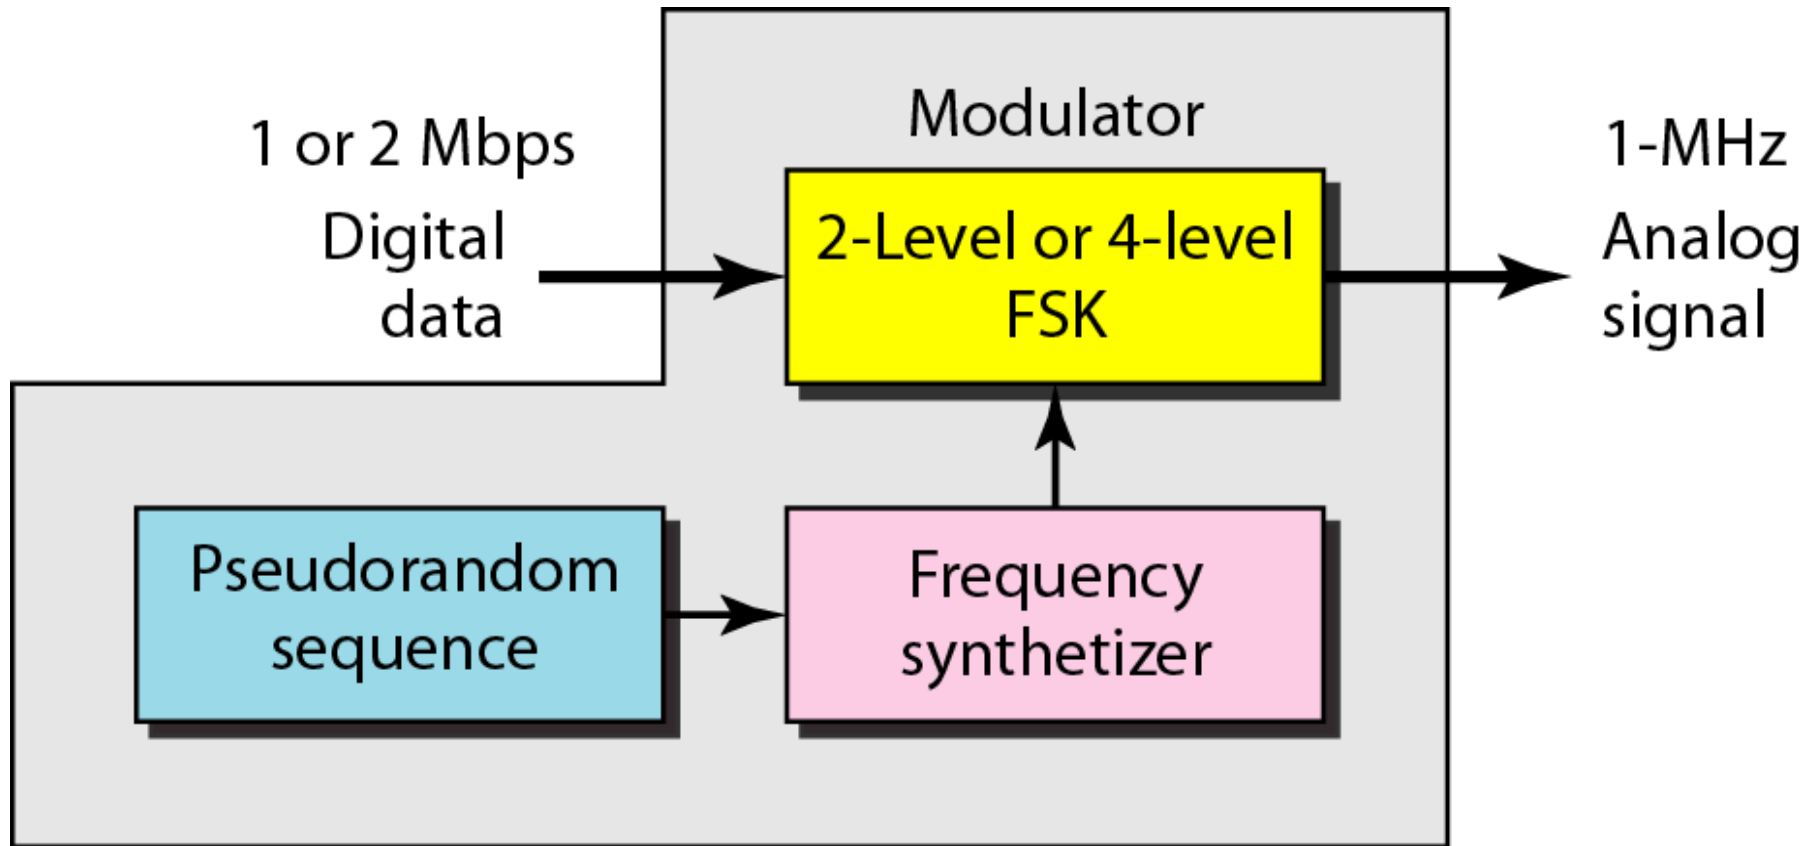 Modulator
1 or 2 Mbps
Digital
data
2-Level or 4-level
FSK
1-MHz
Analog
signal
Pseudorandom
sequence
Frequency
synthetizer